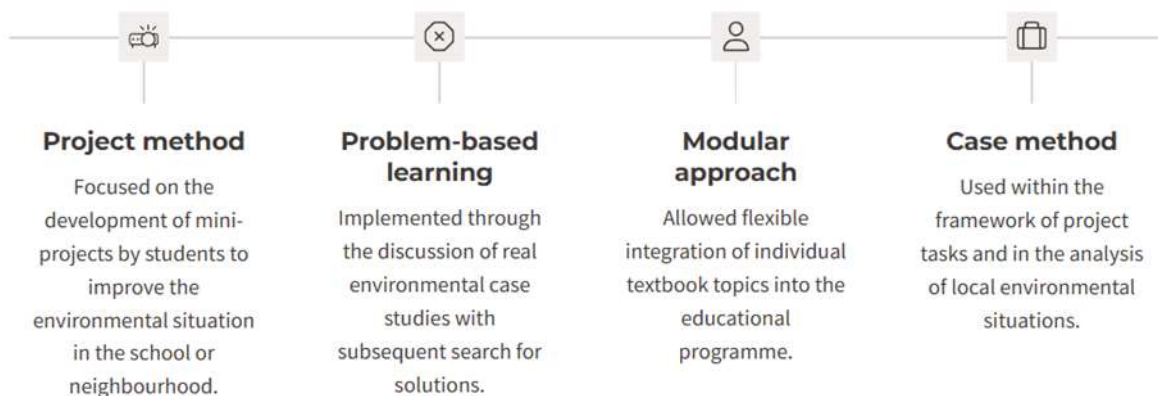 Project method
Focused on the
development of mini-
projects by students to
improve the
environmental situation
in the school or
neighbourhood.
Problem-based
learning
Implemented through
the discussion of real
environmental case
studies with
subsequent search for
solutions.
Modular
approach
Allowed flexible
integration of individual
textbook topics into the
educational
programme.
Case method
Used within the
framework of project
tasks and in the analysis
of local environmental
situations.